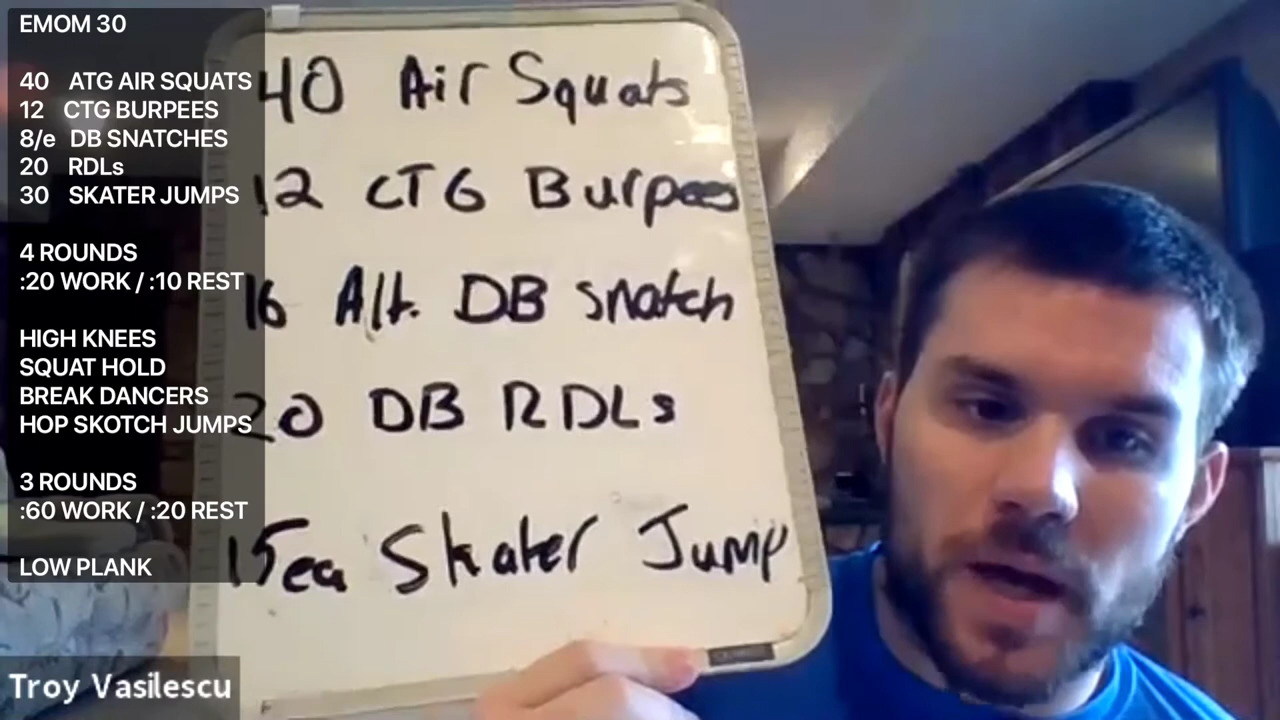 EMOM 30
40 ATG AIR SQUATS
12 CTG BURPEES
8/e DB SNATCHES
20 RDLs
30 SKATER JUMPS
4 ROUNDS
:20 WORK / :10 REST
HIGH KNEES
SQUAT HOLD
BREAK DANCERS
HOP SKOTCH JUMPS
3 ROUNDS
:60 WORK / :20 REST
LOW PLANK
40 Air Squats
12 CTG Burpees
16 Alt. DB snatch
20 DB RDLs
15ea Skater Jump
Troy Vasilescu